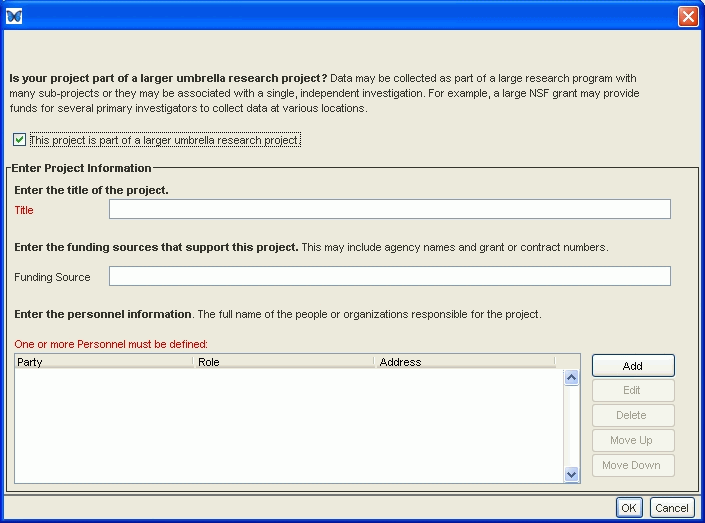 Is your project part of a larger umbrella research project? Data may be collected as part of a large research program with
many sub-projects or they may be associated with a single, independent investigation. For example, a large NSF grant may provide
funds for several primary investigators to collect data at various locations.
This project is part of a larger umbrella research project.
Enter Project Information
Enter the title of the project.
Title
Enter the funding sources that support this project. This may include agency names and grant or contract numbers.
Funding Source
Enter the personnel information. The full name of the people or organizations responsible for the project.
One or more Personnel must be defined:
Party Role Address
Add
Edit
Delete
Move Up
Move Down
OK Cancel